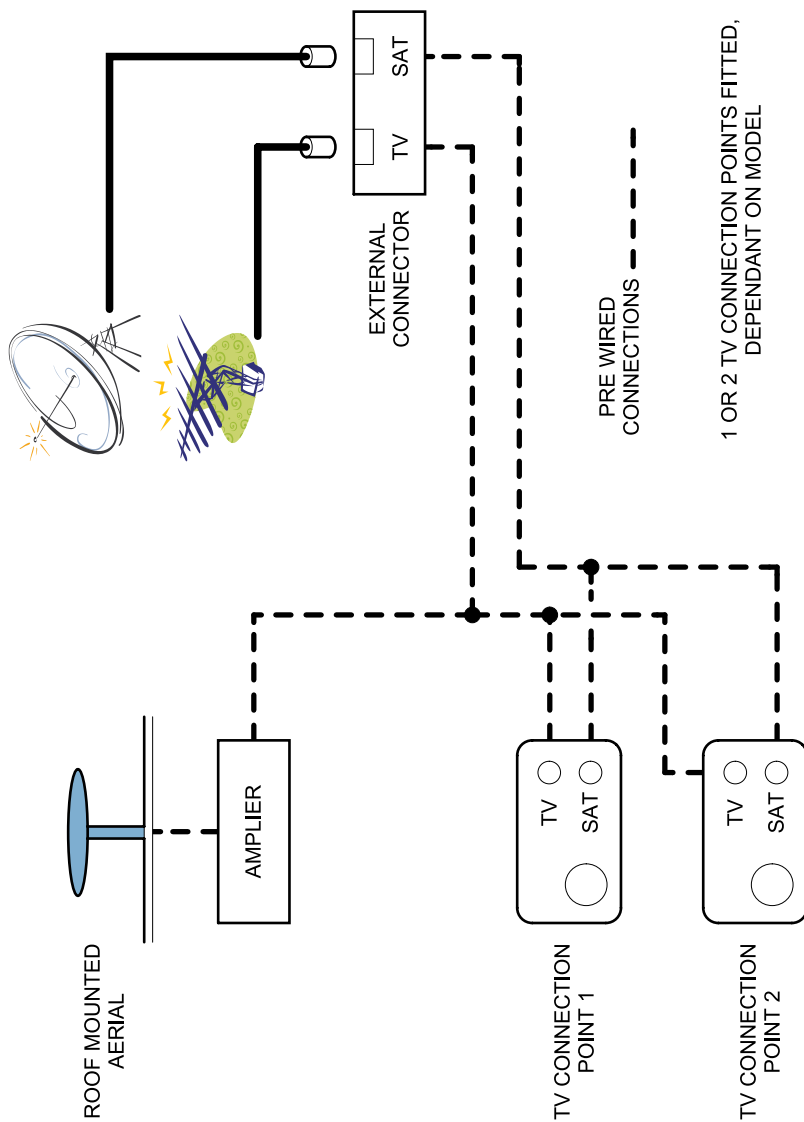 ROOF MOUNTED
AERIAL
AMPLIER
TV CONNECTION
POINT 1
TV
SAT
TV CONNECTION
POINT 2
TV
SAT
EXTERNAL
CONNECTOR
TV
SAT
PRE WIRED
CONNECTIONS
1 OR 2 TV CONNECTION POINTS FITTED,
DEPENDANT ON MODEL